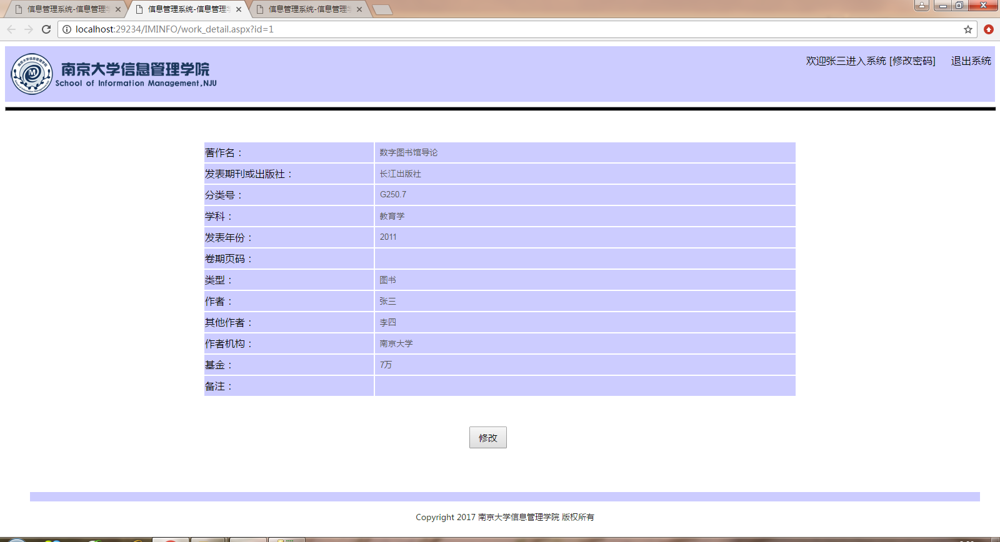 信息管理系统-信息管理学
信息管理系统-信息管理学
信息管理系统-信息管理学
localhost:29234/IMINFO/work_detail.aspx?id=1
南京大学信息管理学院
School of Information Management,NJU
欢迎张三进入系统 [修改密码] 退出系统
著作名： 数字图书馆导论
发表期刊或出版社： 长江出版社
分类号： G250.7
学科： 教育学
发表年份： 2011
卷期页码：
类型： 图书
作者： 张三
其他作者： 李四
作者机构： 南京大学
基金： 7万
备注：
修改
Copyright 2017 南京大学信息管理学院 版权所有